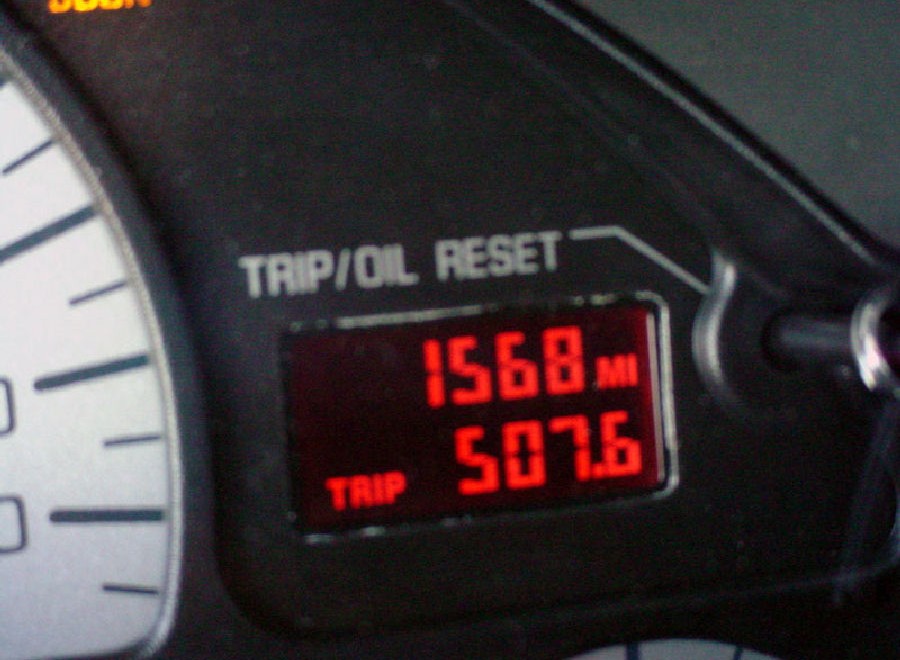 TRIP/OIL RESET
1568 MI
TRIP 507.6